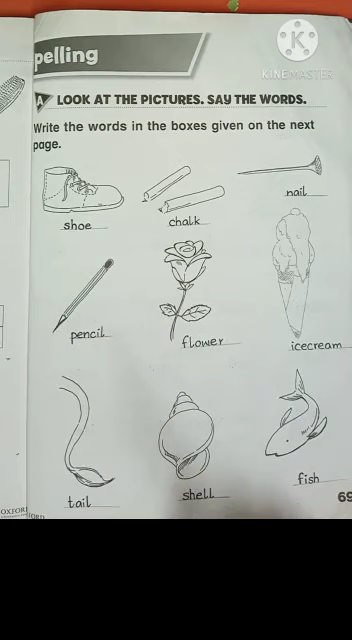 KINEMASTER
pelling
A LOOK AT THE PICTURES. SAY THE WORDS.
Write the words in the boxes given on the next
page.
shoe
chalk
nail
pencil
flower
icecream
tail
shell
fish
69
OXFORD